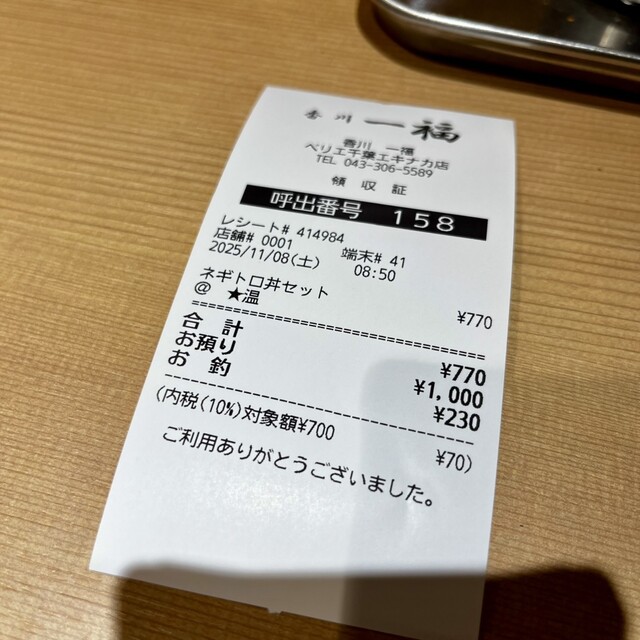 香川 一福
香川 一福
ペリエ千葉エキナカ店
TEL 043-306-5589
領収証
呼出番号 158
レシート# 414984
店舗# 0001 端末# 41
2025/11/08(土) 08:50
ネギトロ丼セット ¥770
@ ★温
合計 ¥770
お預り ¥1,000
お釣 ¥230
(内税(10%)対象額¥700 ¥70)
ご利用ありがとうございました。